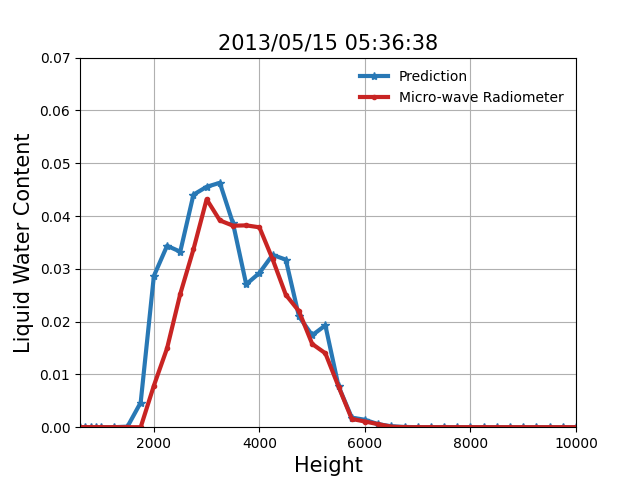 2013/05/15 05:36:38
Prediction
Micro-wave Radiometer
Liquid Water Content
0.07
0.06
0.05
0.04
0.03
0.02
0.01
0.00
2000 4000 6000 8000 10000
Height